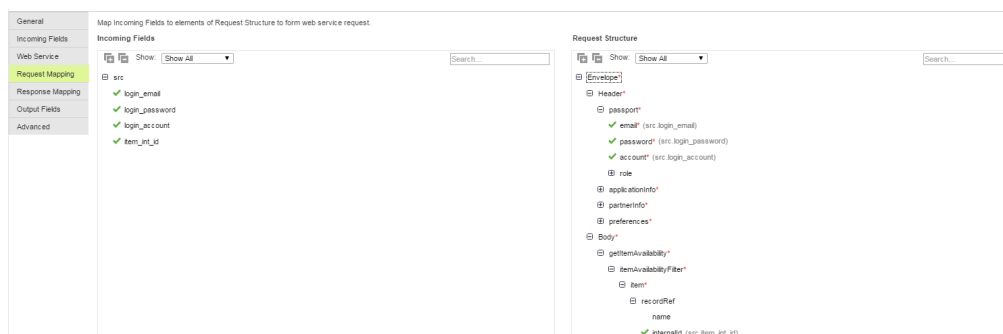 General
Incoming Fields
Web Service
Request Mapping
Response Mapping
Output Fields
Advanced
Map Incoming Fields to elements of Request Structure to form web service request.
Incoming Fields
Show: Show All
Search...
src
login_email
login_password
login_account
item_int_id
Request Structure
Show: Show All
Search...
Envelope*
Header*
passport*
email* (src.login_email)
password* (src.login_password)
account* (src.login_account)
role
applicationInfo*
partnerInfo*
preferences*
Body*
getItemAvailability*
itemAvailabilityFilter*
item*
recordRef
name
internalId (src.item_int_id)